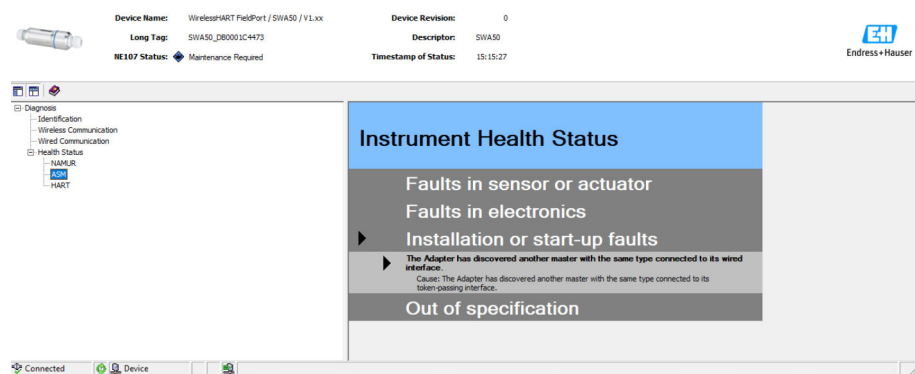 Device Name: WirelessHART FieldPort / SWA50 / V1.xx Device Revision: 0
Long Tag: SWA50_DB0001C4473 Descriptor: SWA50
NE107 Status: Maintenance Required Timestamp of Status: 15:15:27
EH
Endress+Hauser
Diagnosis
Identification
Wireless Communication
Wired Communication
Health Status
NAMUR
ASM
HART
Instrument Health Status
Faults in sensor or actuator
Faults in electronics
Installation or start-up faults
The Adapter has discovered another master with the same type connected to its wired
interface.
Cause: The Adapter has discovered another master with the same type connected to its
token-passing interface.
Out of specification
Connected Device